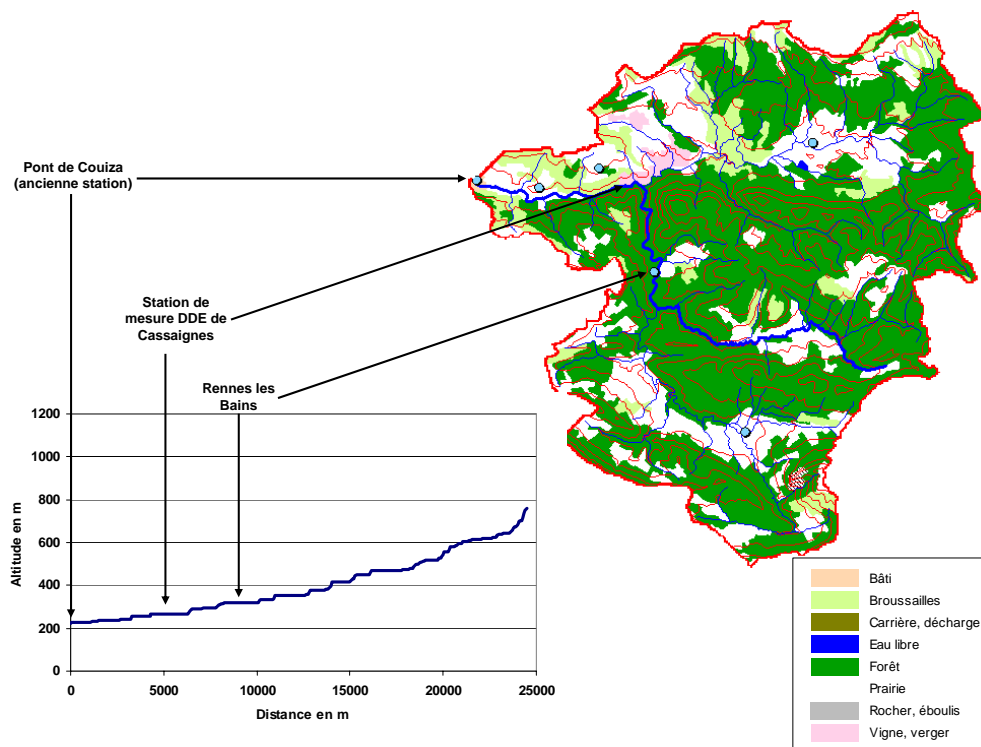 Pont de Couiza
(ancienne station)
Station de
mesure DDE de
Cassaignes
Rennes les
Bains
1200
1000
800
600
400
200
0
Altitude en m
0 5000 10000 15000 20000 25000
Distance en m
Bâti
Broussailles
Carrière, décharge
Eau libre
Forêt
Prairie
Rocher, éboulis
Vigne, verger